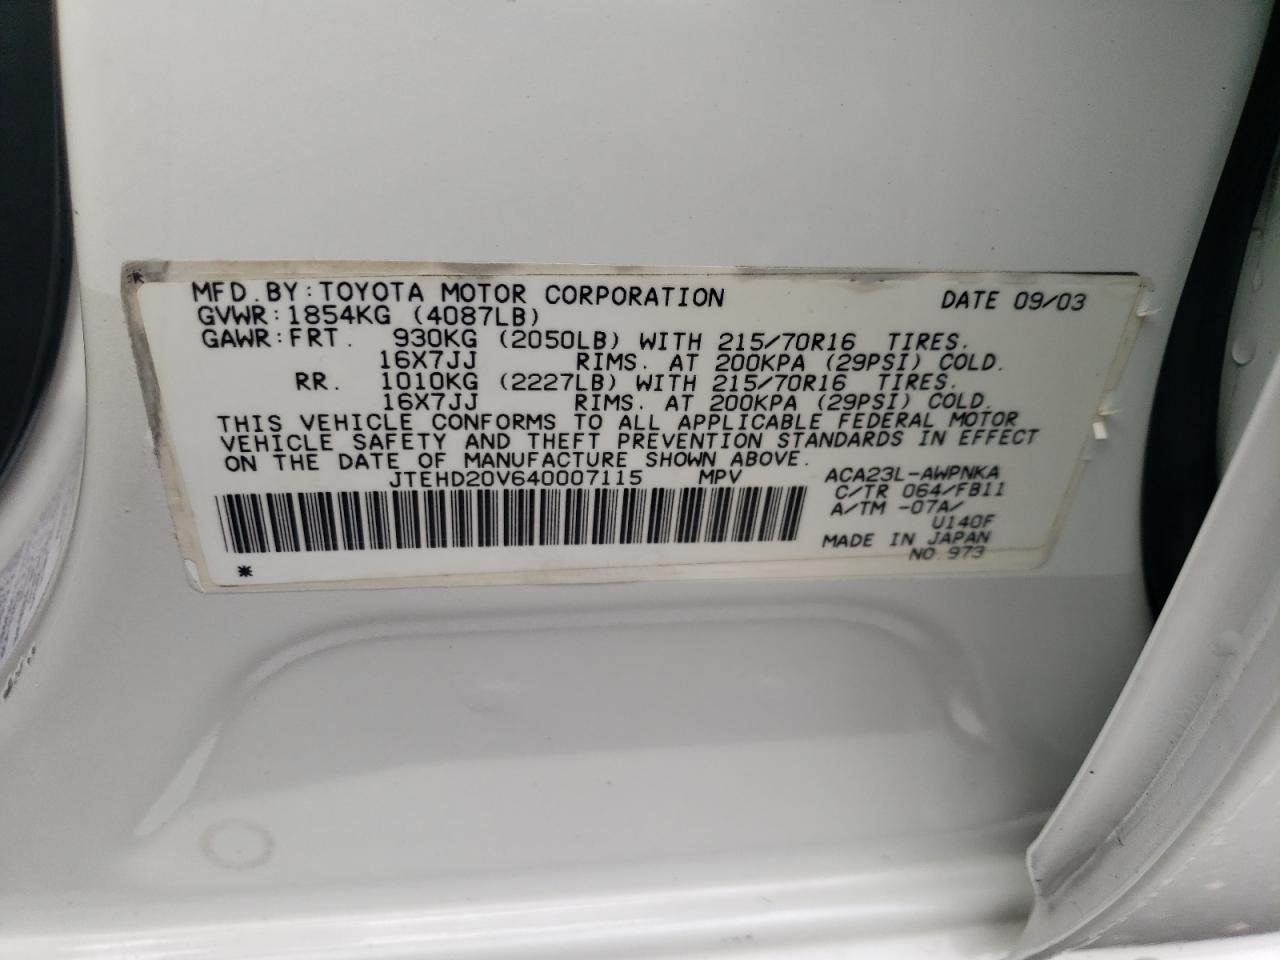 MFD.BY:TOYOTA MOTOR CORPORATION DATE 09/03
GVWR:1854KG (4087LB)
GAWR:FRT. 930KG (2050LB) WITH 215/70R16 TIRES.
16X7JJ RIMS. AT 200KPA (29PSI) COLD.
RR. 1010KG (2227LB) WITH 215/70R16 TIRES.
16X7JJ RIMS. AT 200KPA (29PSI) COLD.
THIS VEHICLE CONFORMS TO ALL APPLICABLE FEDERAL MOTOR
VEHICLE SAFETY AND THEFT PREVENTION STANDARDS IN EFFECT
ON THE DATE OF MANUFACTURE SHOWN ABOVE.
JTEHD20V640007115 MPV ACA23L-AWPNKA
C/TR 064/FB11
A/TM -07A/
U140F
MADE IN JAPAN
NO.973